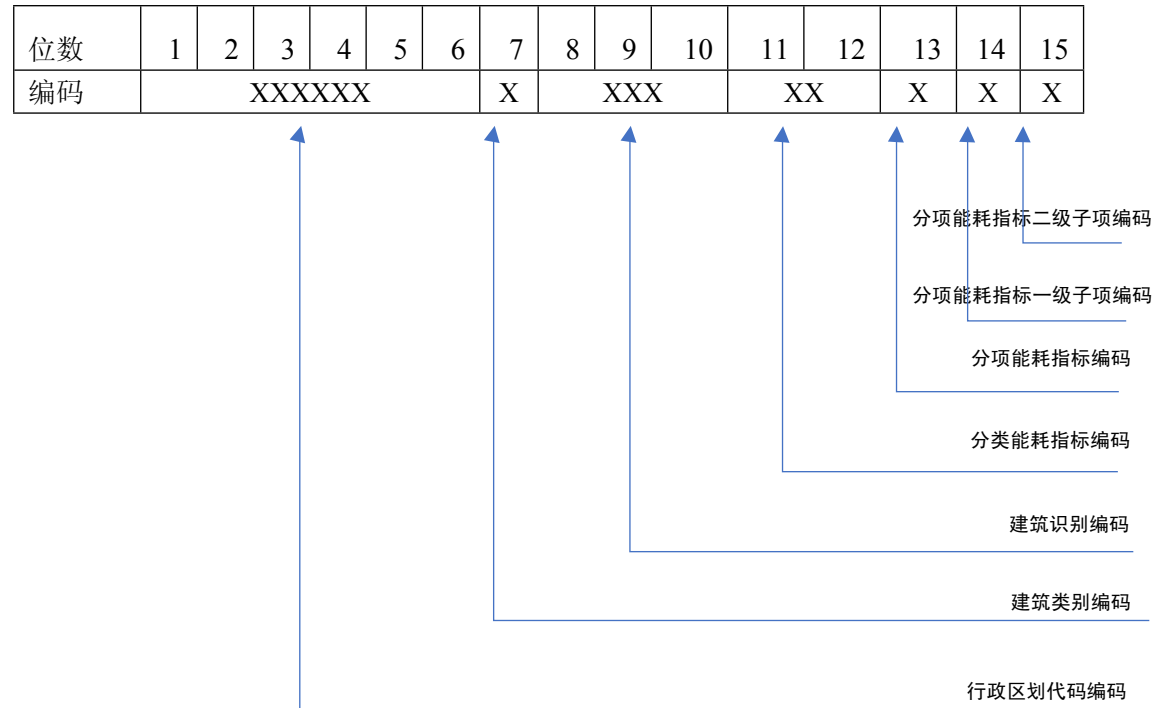 位数 1 2 3 4 5 6 7 8 9 10 11 12 13 14 15
编码 XXXXXX X XXX XX X X X
分项能耗指标二级子项编码
分项能耗指标一级子项编码
分项能耗指标编码
分类能耗指标编码
建筑识别编码
建筑类别编码
行政区划代码编码